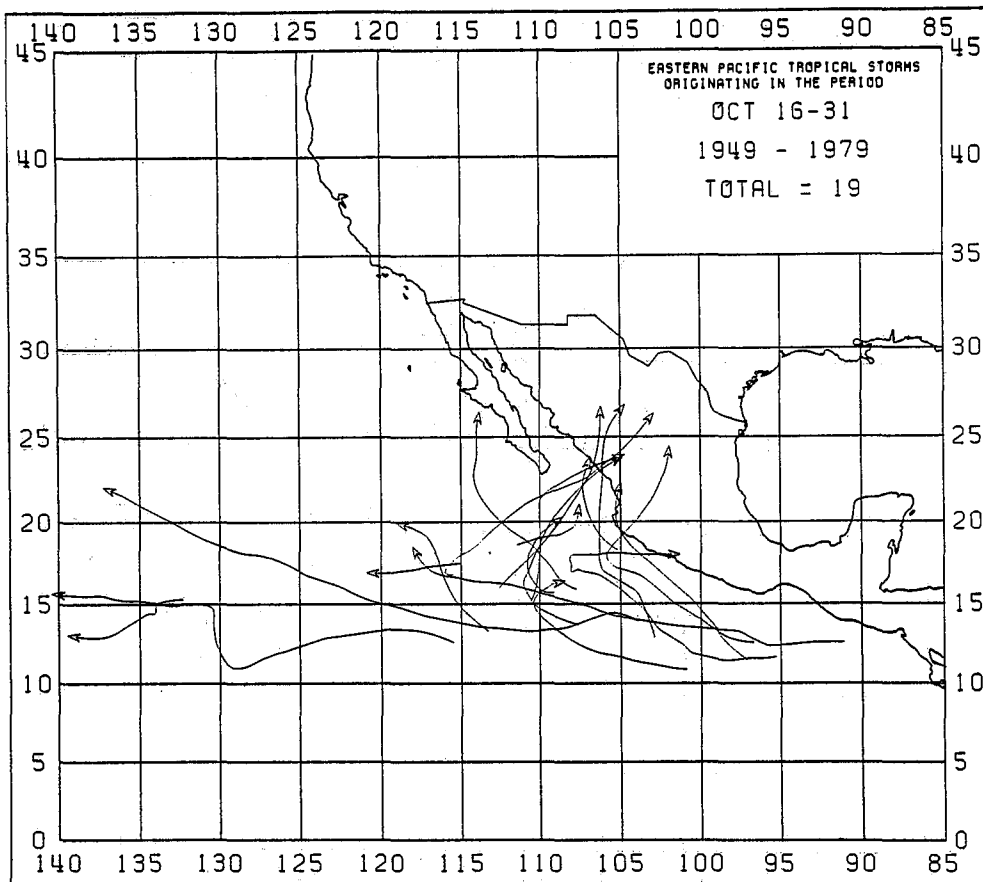 140 135 130 125 120 115 110 105 100 95 90 85
45 45
EASTERN PACIFIC TROPICAL STORMS
ORIGINATING IN THE PERIOD
OCT 16-31
1949 - 1979
TOTAL = 19
40 40
35 35
30 30
25 25
20 20
15 15
10 10
5 5
0 0
140 135 130 125 120 115 110 105 100 95 90 85